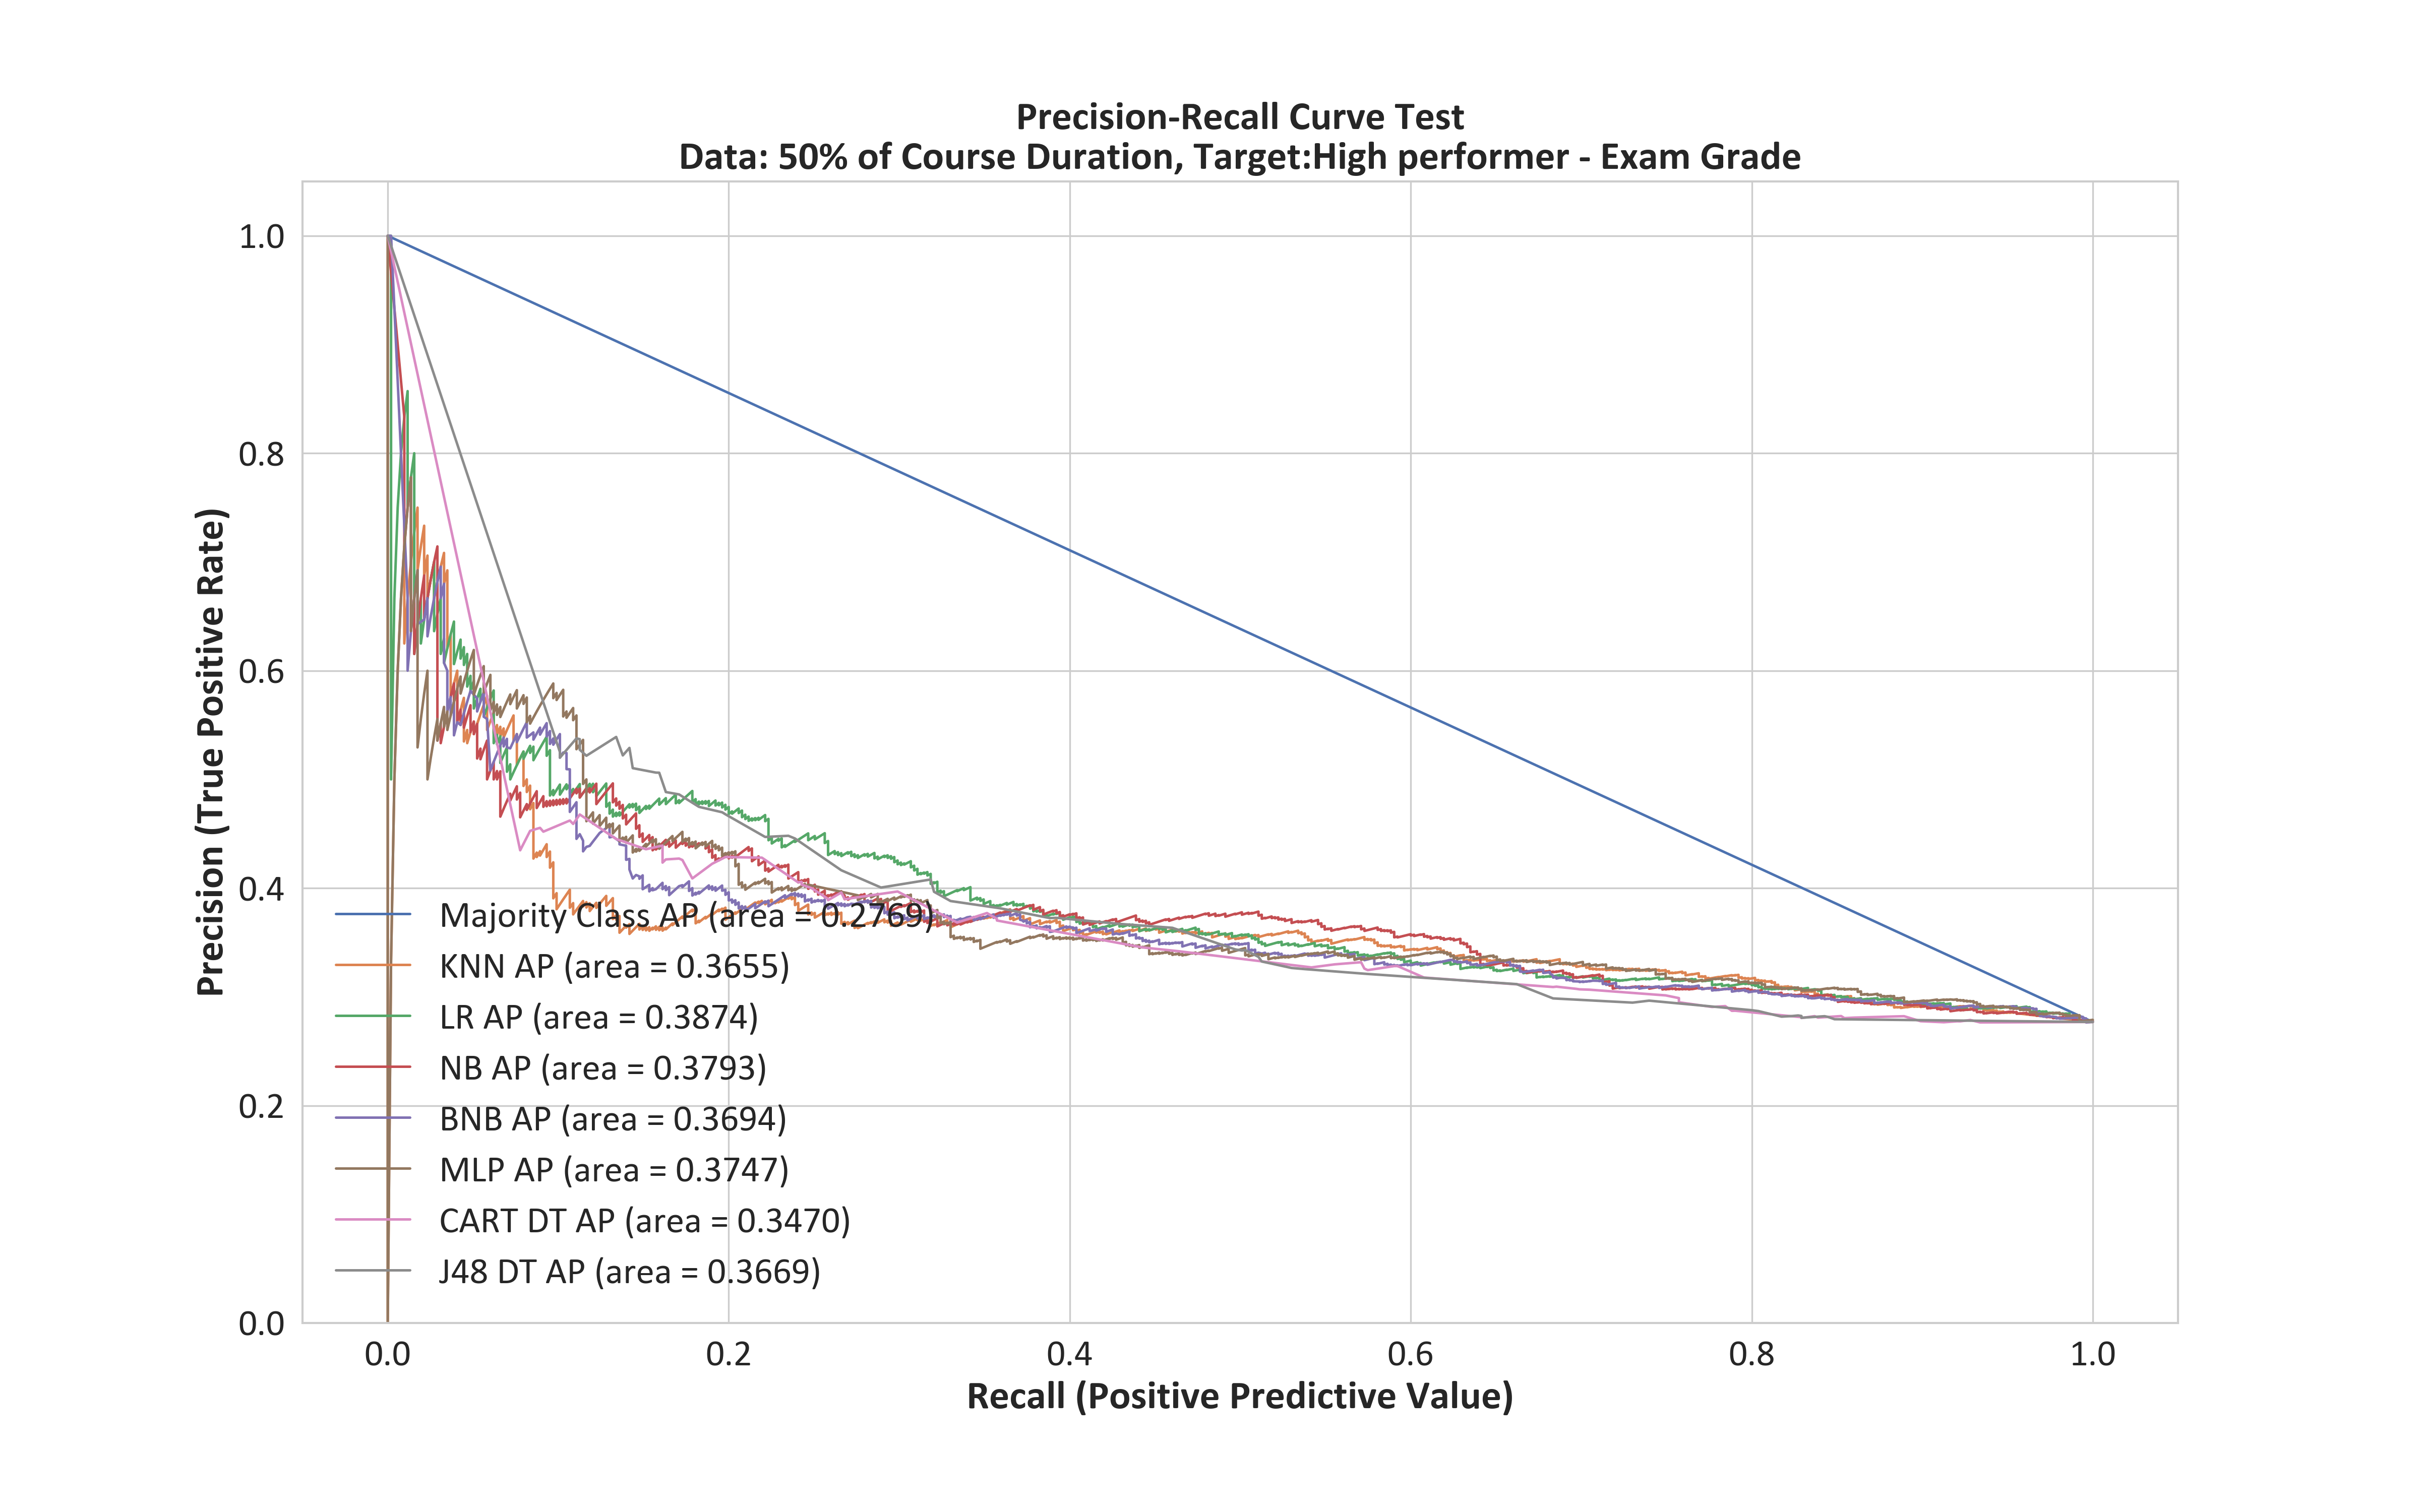 Precision-Recall Curve Test
Data: 50% of Course Duration, Target:High performer - Exam Grade
Precision (True Positive Rate)
1.0
0.8
0.6
0.4
0.2
0.0
Majority Class AP (area = 0.2769)
KNN AP (area = 0.3655)
LR AP (area = 0.3874)
NB AP (area = 0.3793)
BNB AP (area = 0.3694)
MLP AP (area = 0.3747)
CART DT AP (area = 0.3470)
J48 DT AP (area = 0.3669)
0.0 0.2 0.4 0.6 0.8 1.0
Recall (Positive Predictive Value)